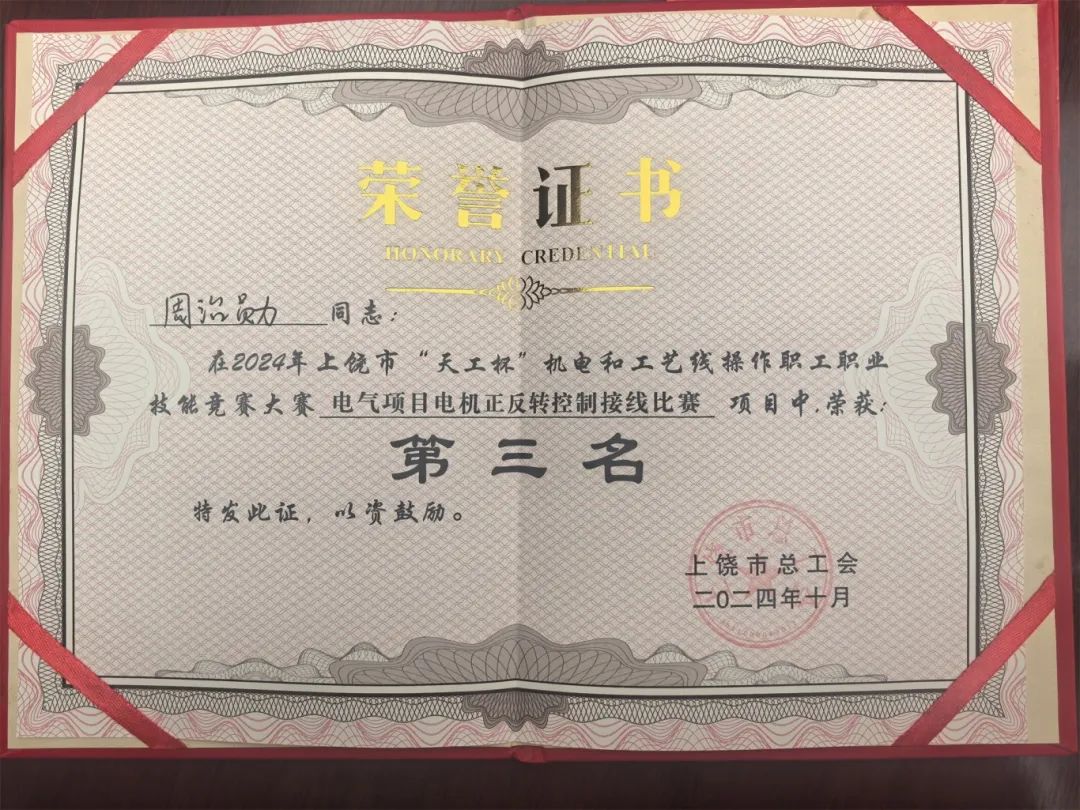 荣誉证书
HONORARY CREDENTIAL
周治勋 同志：
在2024年上饶市“天工杯”机电和工艺线操作职工职业
技能竞赛大赛 电气项目电机正反转控制接线比赛 项目中，荣获：
第三名
特发此证，以资鼓励。
上饶市总工会
二〇二四年十月